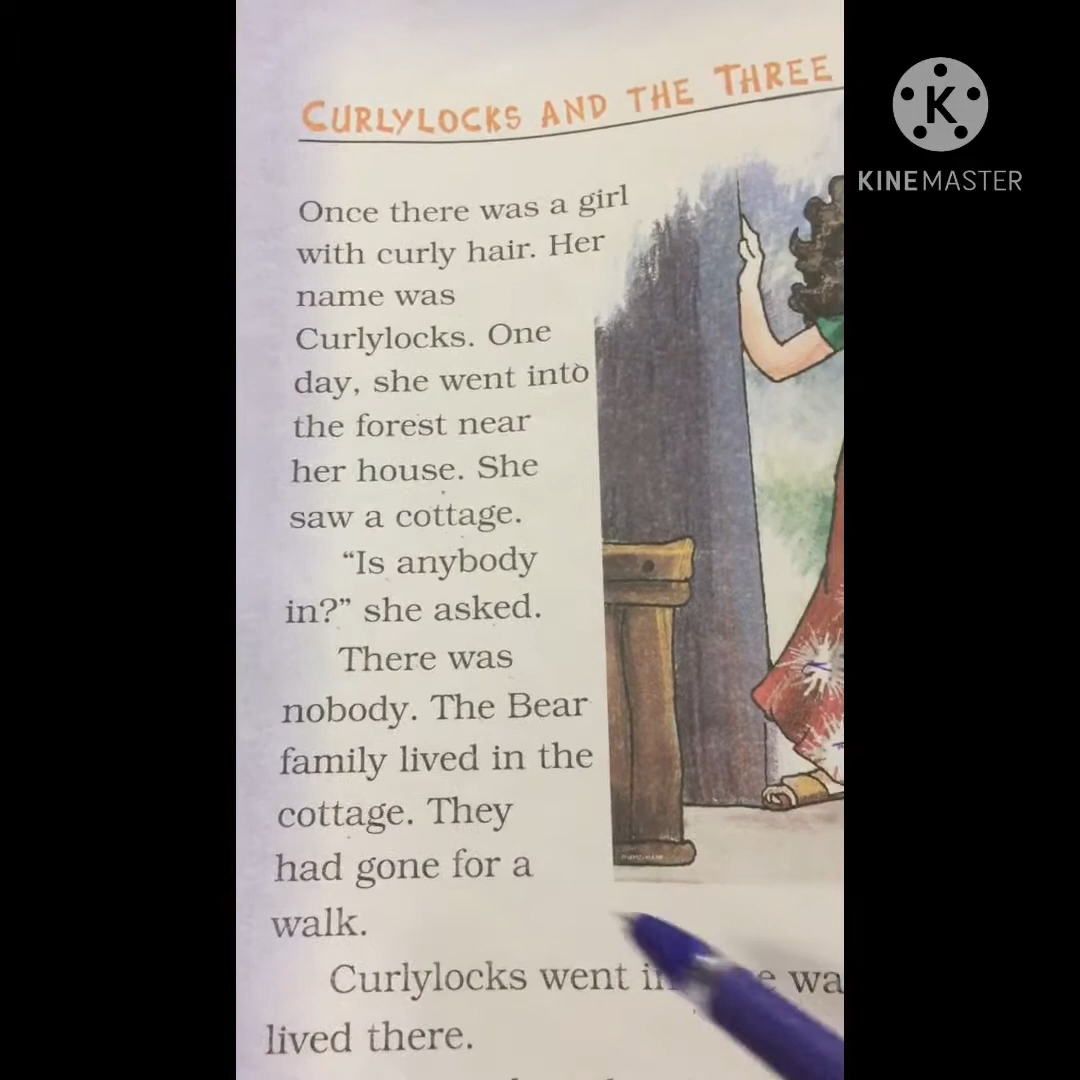 CURLYLOCKS AND THE THREE
KINEMASTER
Once there was a girl
with curly hair. Her
name was
Curlylocks. One
day, she went into
the forest near
her house. She
saw a cottage.
“Is anybody
in?” she asked.
There was
nobody. The Bear
family lived in the
cottage. They
had gone for a
walk.
Curlylocks went
lived there.